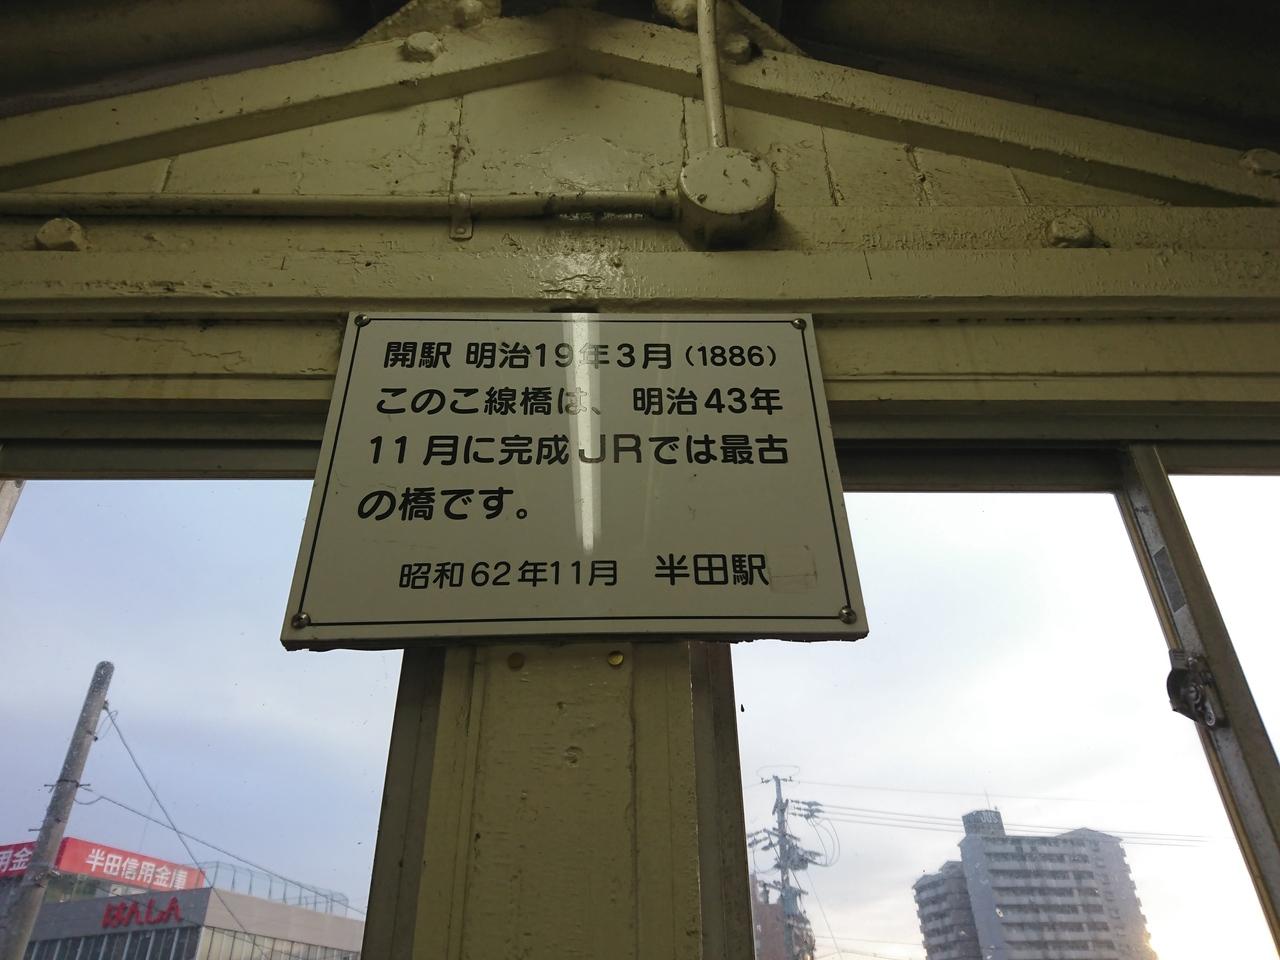 開駅 明治19年3月（1886）
このこ線橋は、 明治43年
11月に完成JRでは最古
の橋です。
昭和62年11月 半田駅
用金
半田信用金庫
はんしん